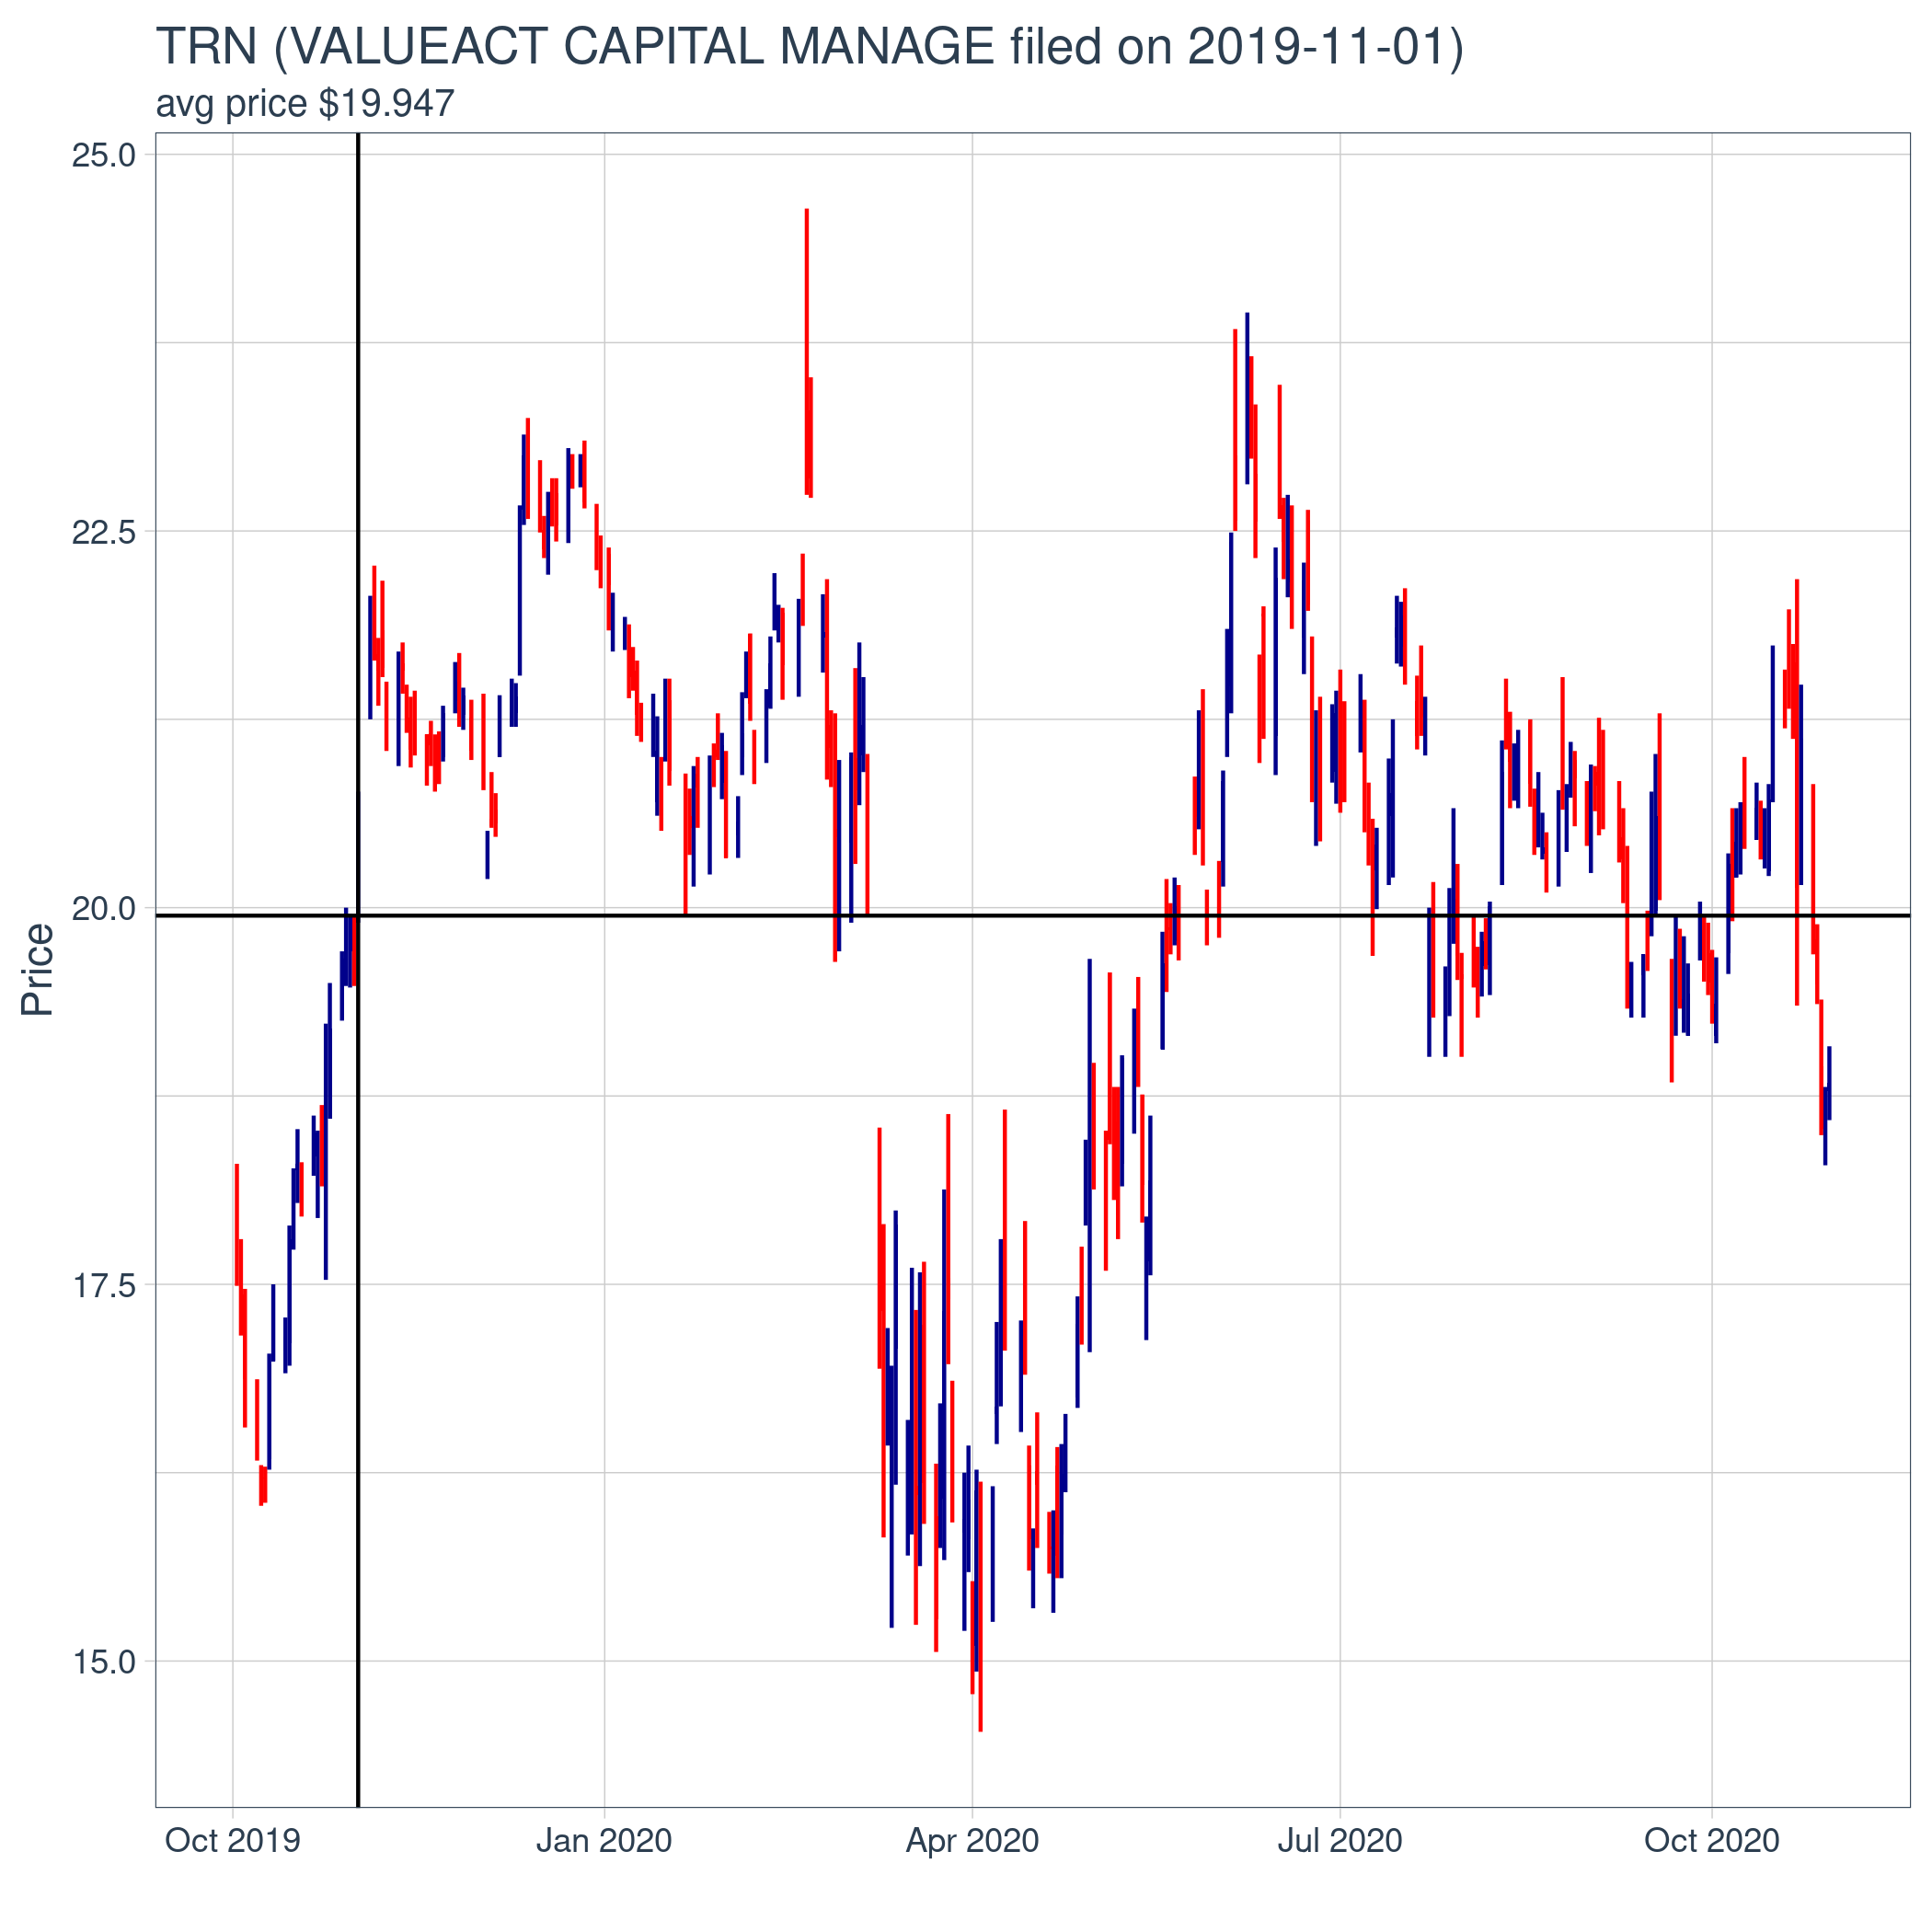 TRN (VALUEACT CAPITAL MANAGE filed on 2019-11-01)
avg price $19.947
25.0
22.5
20.0
17.5
15.0
Price
Oct 2019
Jan 2020
Apr 2020
Jul 2020
Oct 2020